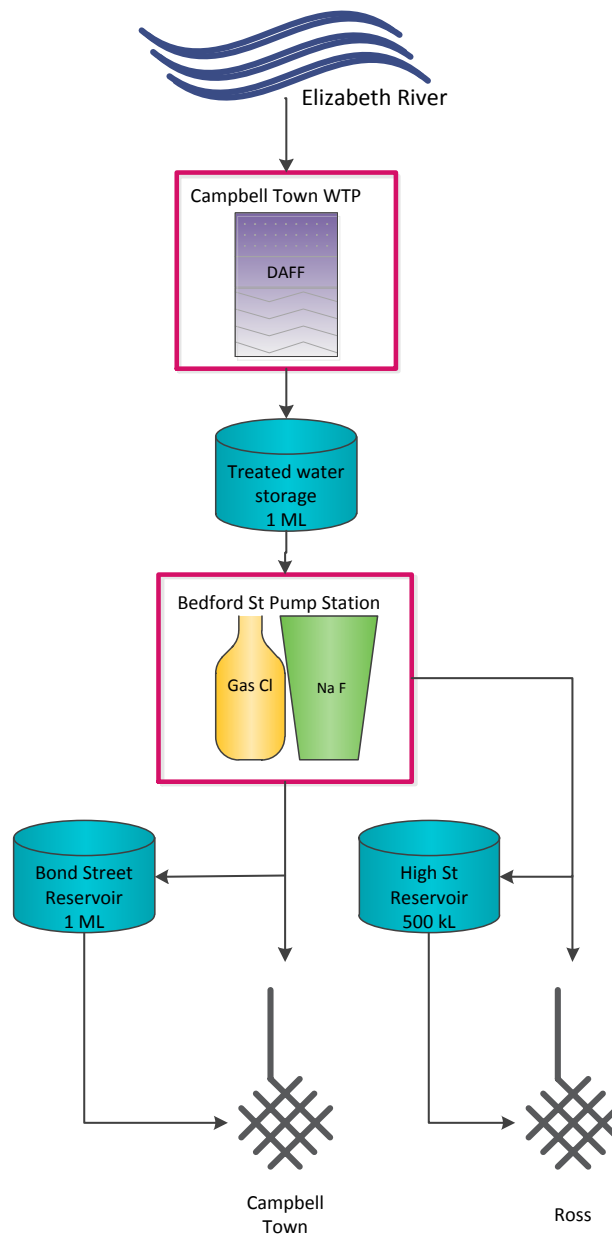 Elizabeth River
Campbell Town WTP
DAFF
Treated water
storage
1 ML
Bedford St Pump Station
Gas Cl
Na F
Bond Street
Reservoir
1 ML
High St
Reservoir
500 kL
Campbell
Town
Ross